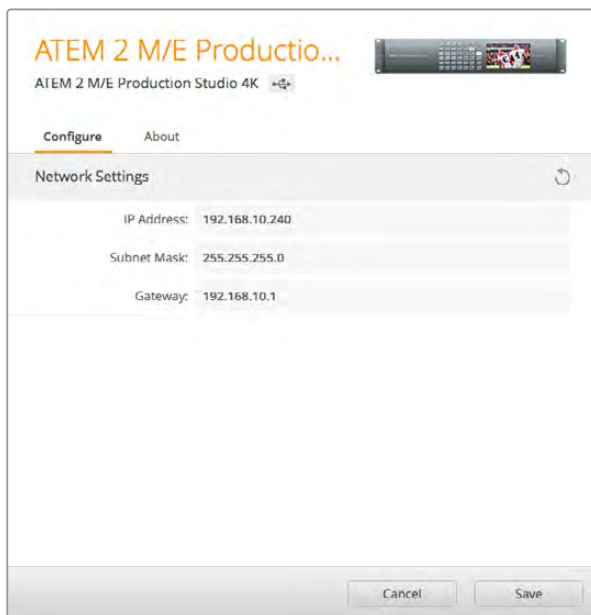 ATEM 2 M/E Productio...
ATEM 2 M/E Production Studio 4K
Configure About
Network Settings
IP Address: 192.168.10.240
Subnet Mask: 255.255.255.0
Gateway: 192.168.10.1
Cancel Save